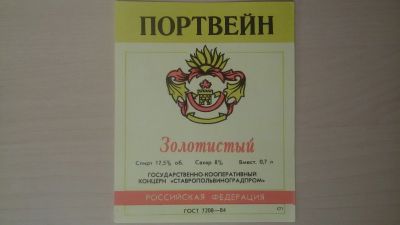 ПОРТВЕЙН
Золотистый
Спирт 17,5% об. Сахар 8% Вмест. 0,7 л
ГОСУДАРСТВЕННО-КООПЕРАТИВНЫЙ
КОНЦЕРН «СТАВРОПОЛЬВИНОГРАДПРОМ»
РОССИЙСКАЯ ФЕДЕРАЦИЯ
ГОСТ 7208—84